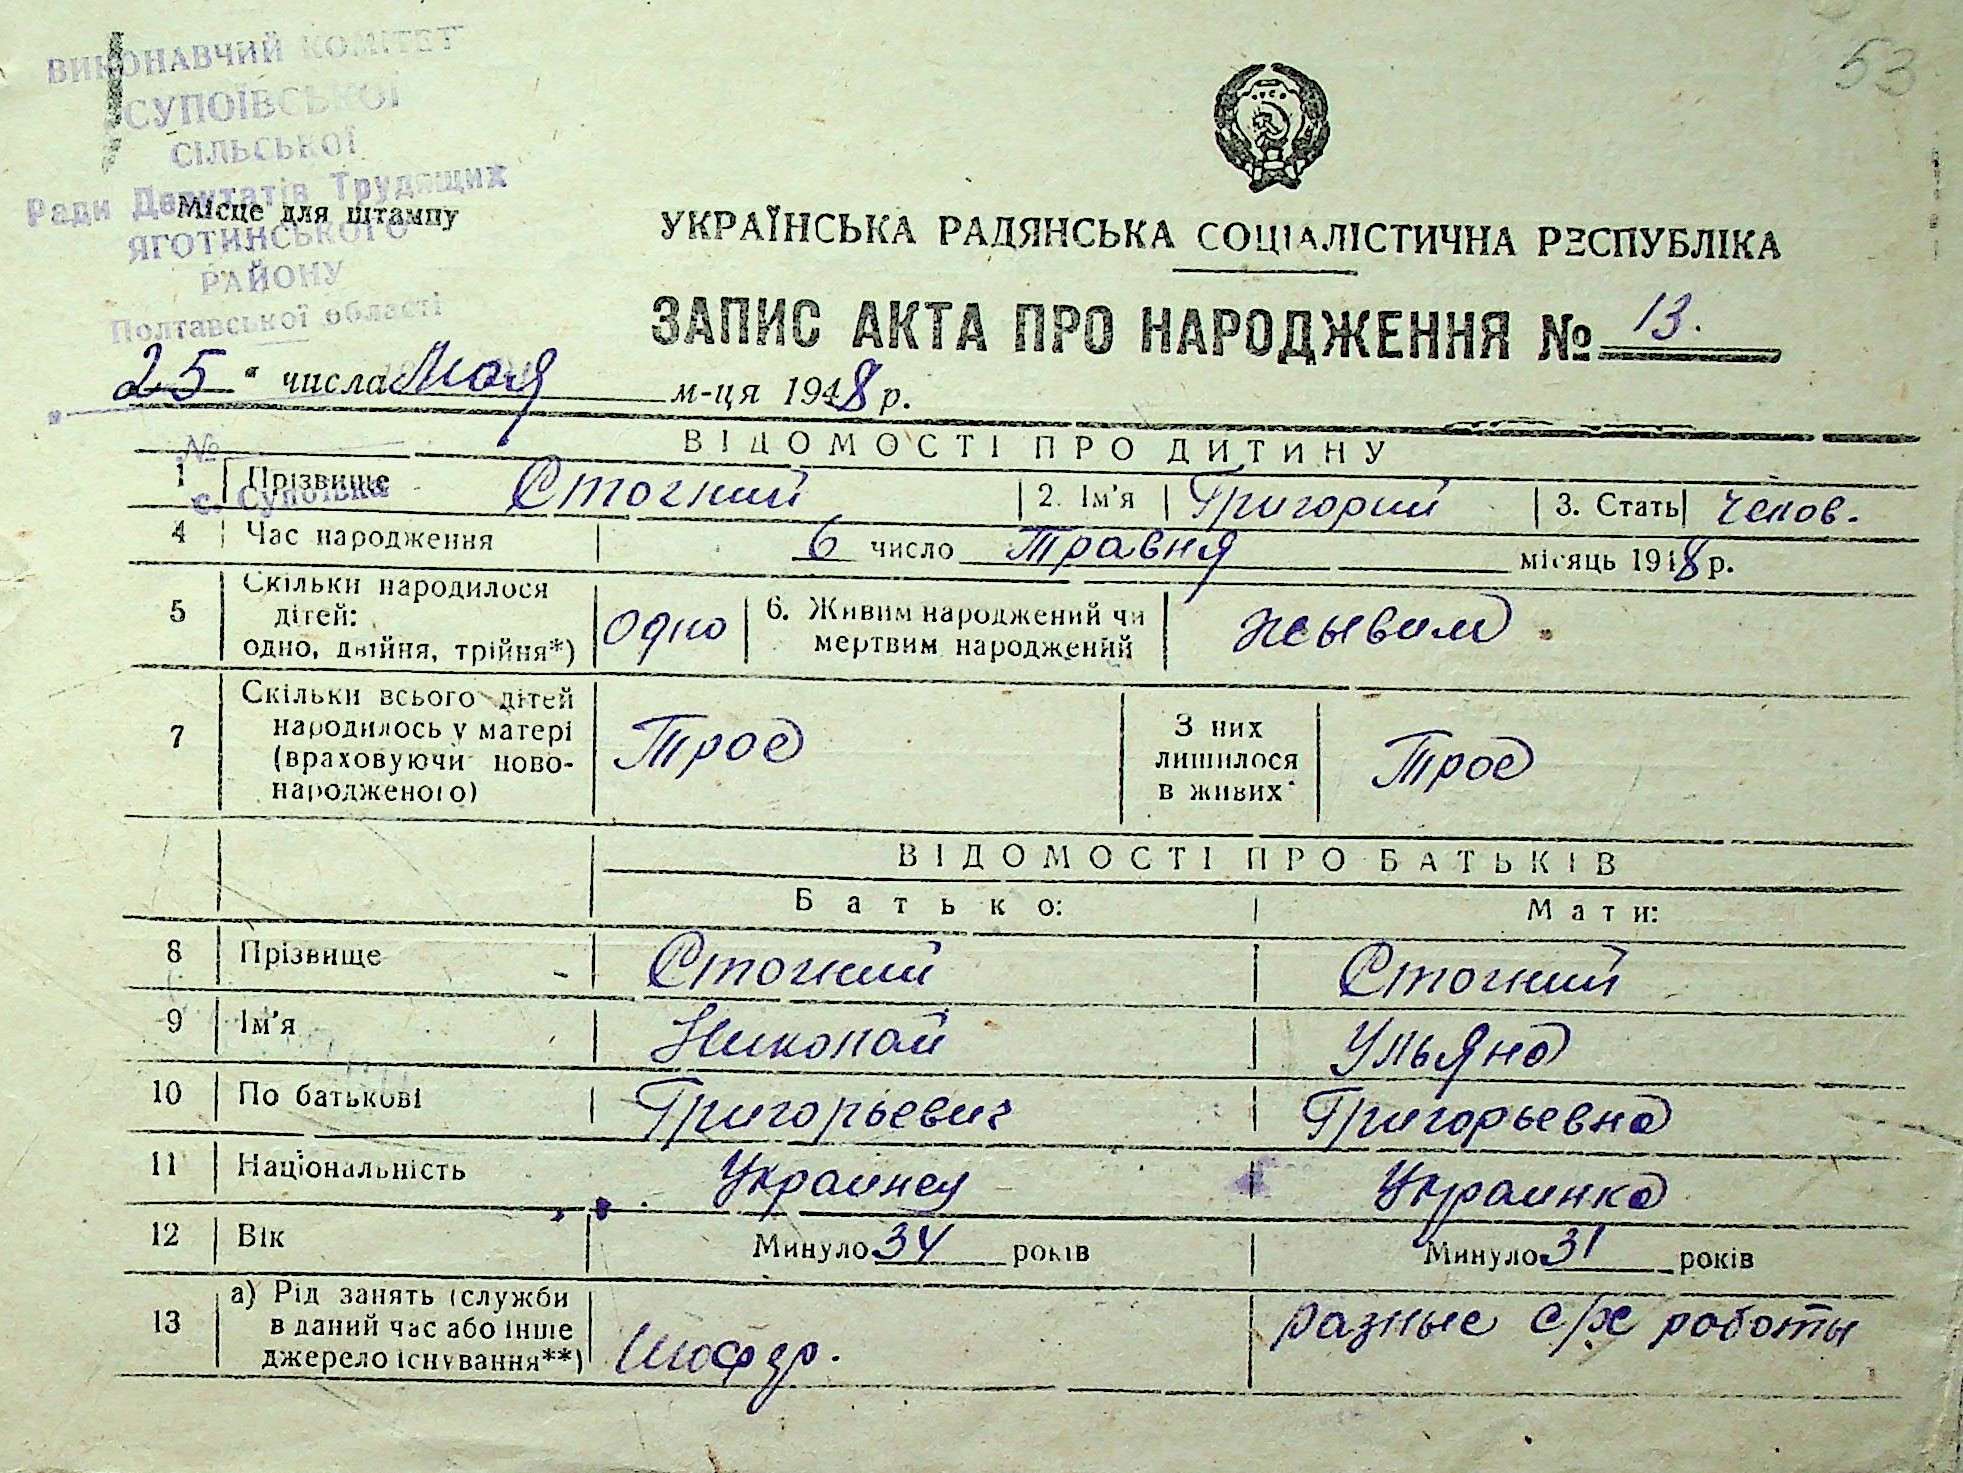 53
ВИКОНАВЧИЙ КОМІТЕТ
СУПОЇВСЬКОЇ
СІЛЬСЬКОЇ
Ради Депутатів Трудящих
Місце для штампу
ЯГОТИНСЬКОГО
РАЙОНУ
Полтавської області
УКРАЇНСЬКА РАДЯНСЬКА СОЦІАЛІСТИЧНА РЕСПУБЛІКА
ЗАПИС АКТА ПРО НАРОДЖЕННЯ № 13.
25 " числа Мая м-ця 1948 р.
№
с. Супоївка
ВІДОМОСТІ ПРО ДИТИНУ
1 Прізвище Стогний 2. Ім'я Григорий 3. Стать челов.
4 Час народження 6 число Травня місяць 1948 р.
5 Скільки народилося
дітей:
одно, двійня, трійня*) одно 6. Живим народжений чи
мертвим народжений жывим
7 Скільки всього дітей
народилось у матері
(враховуючи ново-
народженого) Трое З них
лишилося
в живих Трое
ВІДОМОСТІ ПРО БАТЬКІВ
Батько: Мати:
8 Прізвище Стогний Стогний
9 Ім'я Николай Ульяна
10 По батькові Григорьевич Григорьевна
11 Національність Украинец Украинка
12 Вік Минуло 34 років Минуло 31 років
13 а) Рід занять (служби
в даний час або інше
джерело існування**) Шофэр. разные с/х работы